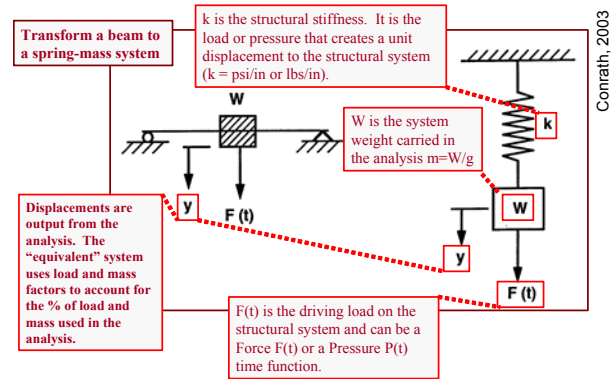 Transform a beam to
a spring-mass system
k is the structural stiffness.  It is the
load or pressure that creates a unit
displacement to the structural system
(k = psi/in or lbs/in).
Conrath, 2003
W
k
W is the system
weight carried in
the analysis m=W/g
W
y
F (t)
y
F (t)
Displacements are
output from the
analysis.  The
“equivalent” system
uses load and mass
factors to account for
the % of load and
mass used in the
analysis.
F(t) is the driving load on the
structural system and can be a
Force F(t) or a Pressure P(t)
time function.